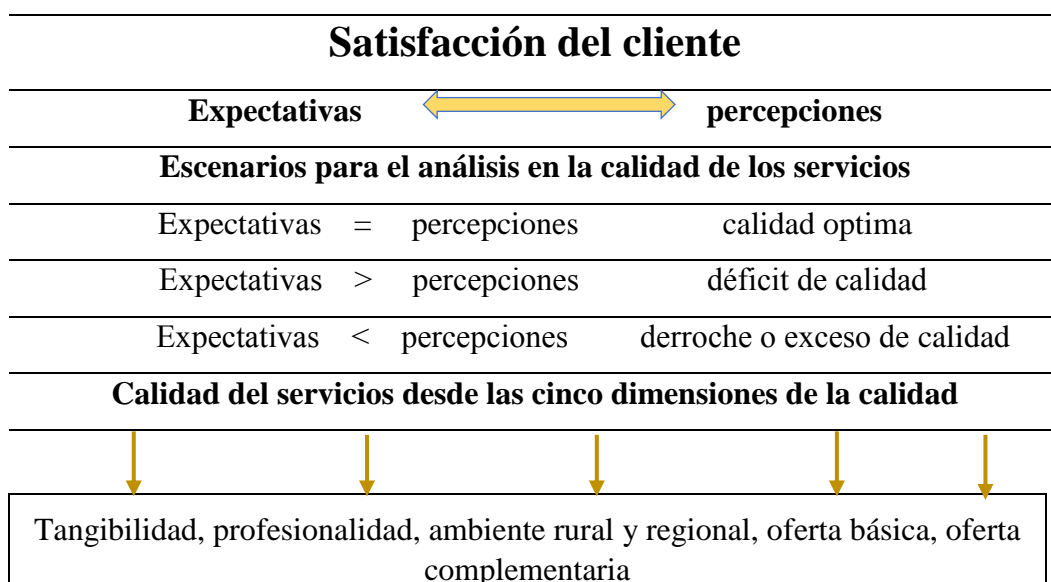 Satisfacción del cliente
Expectativas percepciones
Escenarios para el análisis en la calidad de los servicios
Expectativas = percepciones calidad optima
Expectativas > percepciones déficit de calidad
Expectativas < percepciones derroche o exceso de calidad
Calidad del servicios desde las cinco dimensiones de la calidad
Tangibilidad, profesionalidad, ambiente rural y regional, oferta básica, oferta
complementaria